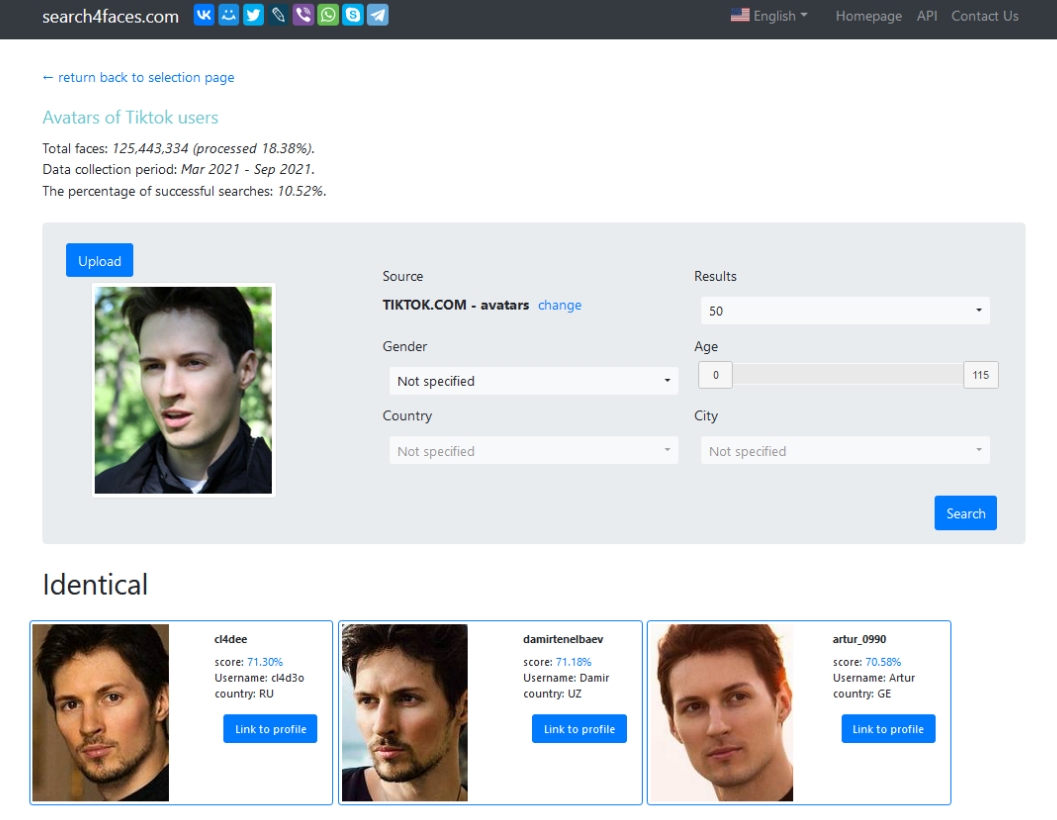 search4faces.com
English
Homepage
API
Contact Us
← return back to selection page
Avatars of Tiktok users
Total faces: 125,443,334 (processed 18.38%).
Data collection period: Mar 2021 - Sep 2021.
The percentage of successful searches: 10.52%.
Upload
Source
TIKTOK.COM - avatars change
Results
50
Gender
Not specified
Age
0
115
Country
Not specified
City
Not specified
Search
Identical
cl4dee
score: 71.30%
Username: cl4d3o
country: RU
Link to profile
damirtenelbaev
score: 71.18%
Username: Damir
country: UZ
Link to profile
artur_0990
score: 70.58%
Username: Artur
country: GE
Link to profile